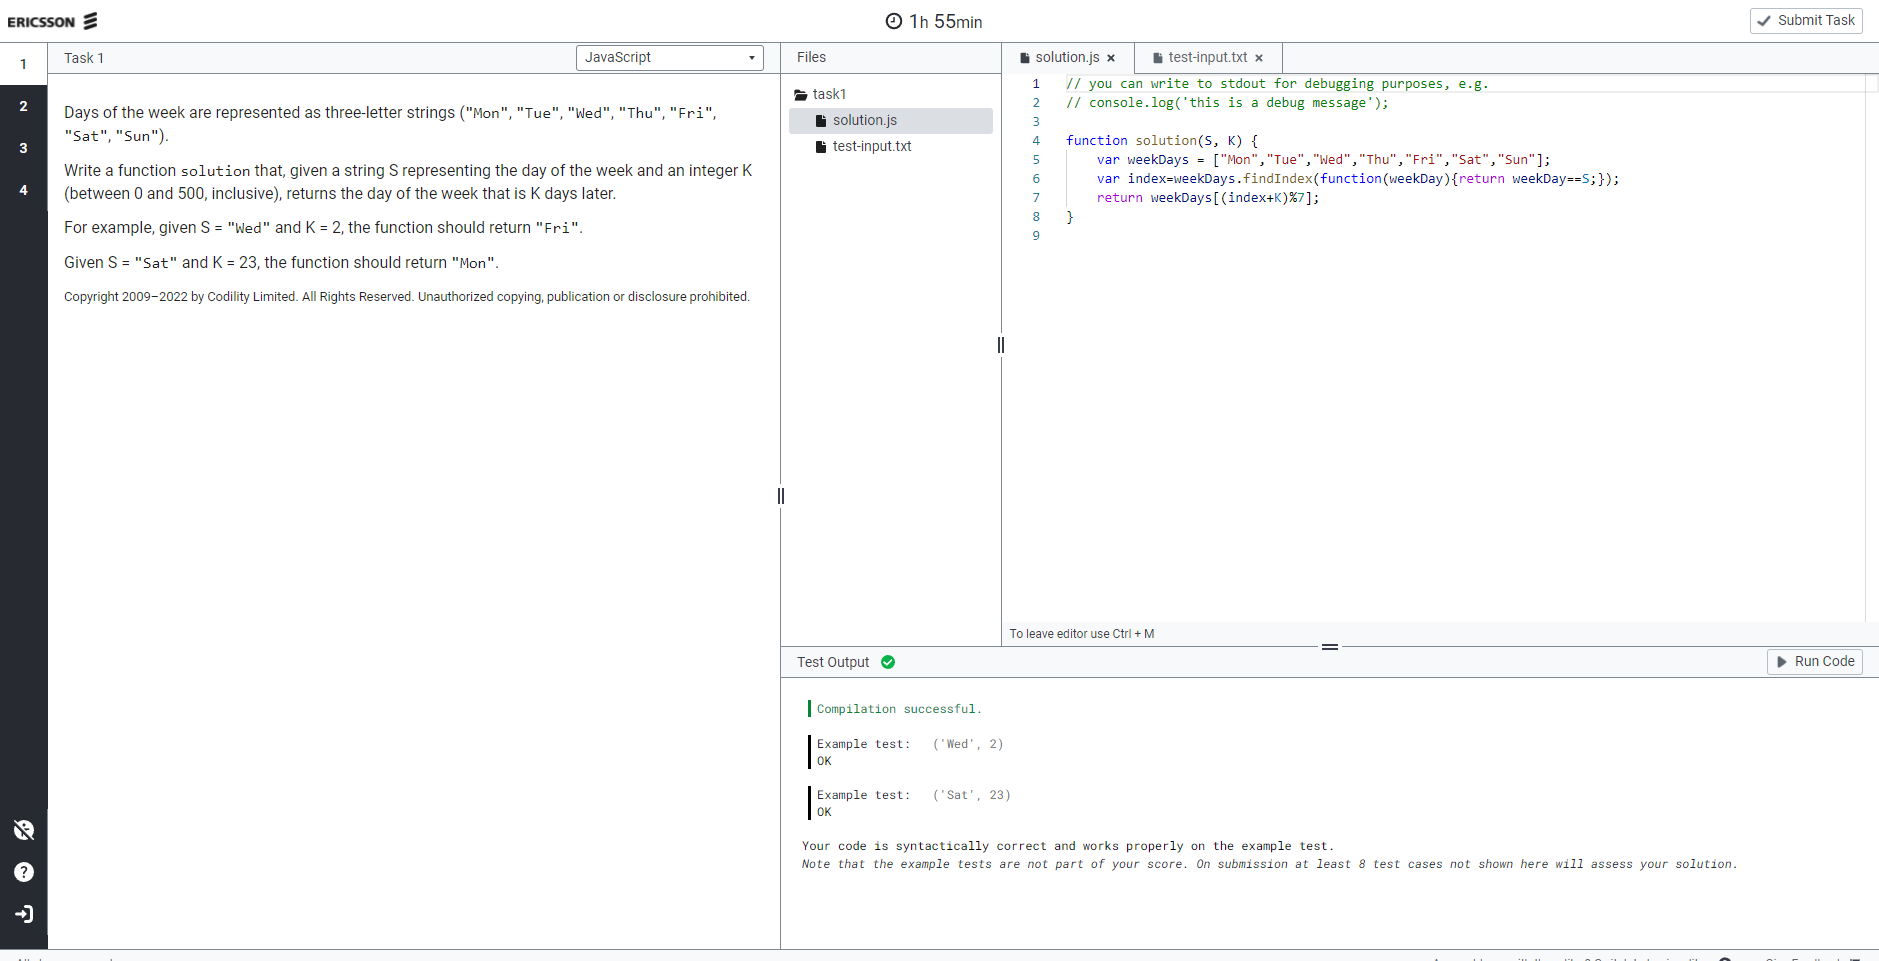 ERICSSON
1h 55min
Submit Task
1
2
3
4
Task 1
JavaScript
Days of the week are represented as three-letter strings ("Mon", "Tue", "Wed", "Thu", "Fri",
"Sat", "Sun").
Write a function solution that, given a string S representing the day of the week and an integer K
(between 0 and 500, inclusive), returns the day of the week that is K days later.
For example, given S = "Wed" and K = 2, the function should return "Fri".
Given S = "Sat" and K = 23, the function should return "Mon".
Copyright 2009–2022 by Codility Limited. All Rights Reserved. Unauthorized copying, publication or disclosure prohibited.
Files
task1
solution.js
test-input.txt
solution.js
test-input.txt
1 // you can write to stdout for debugging purposes, e.g.
2 // console.log('this is a debug message');
3
4 function solution(S, K) {
5 var weekDays = ["Mon","Tue","Wed","Thu","Fri","Sat","Sun"];
6 var index=weekDays.findIndex(function(weekDay){return weekDay==S;});
7 return weekDays[(index+K)%7];
8 }
9
To leave editor use Ctrl + M
Test Output
Run Code
Compilation successful.
Example test: ('Wed', 2)
OK
Example test: ('Sat', 23)
OK
Your code is syntactically correct and works properly on the example test.
Note that the example tests are not part of your score. On submission at least 8 test cases not shown here will assess your solution.